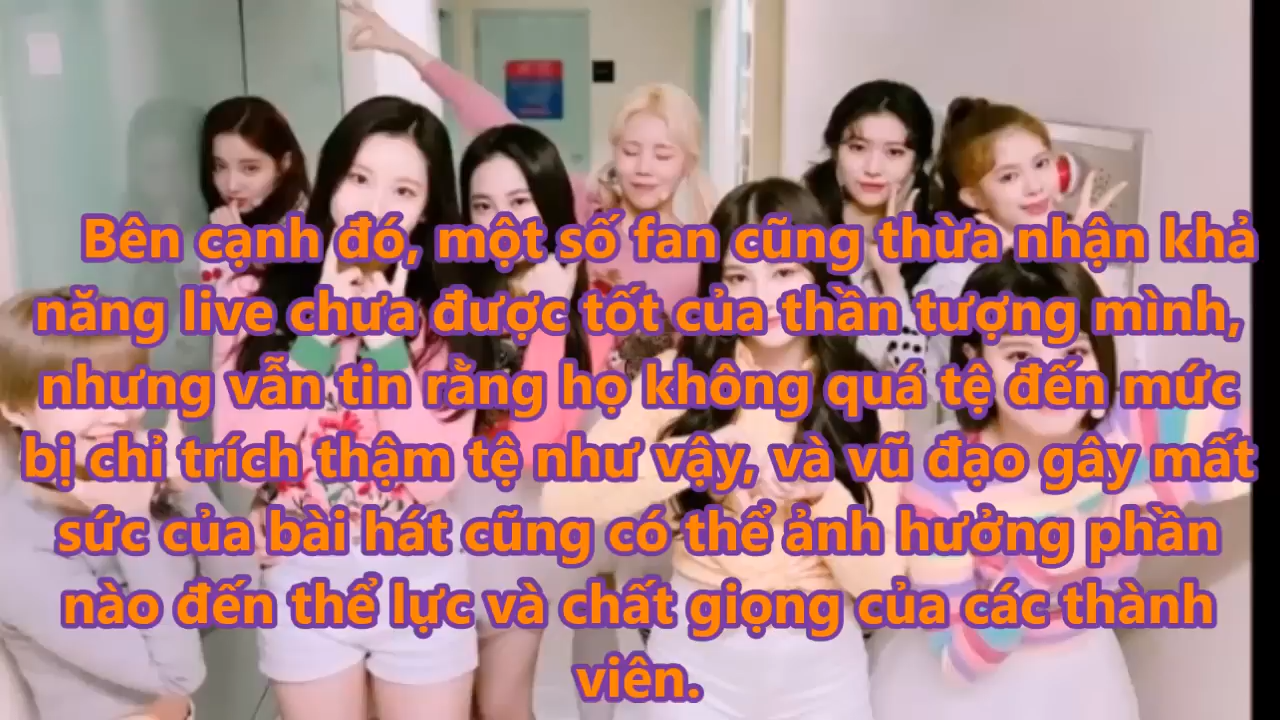 Bên cạnh đó, một số fan cũng thừa nhận khả
năng live chưa được tốt của thần tượng mình,
nhưng vẫn tin rằng họ không quá tệ đến mức
bị chỉ trích thậm tệ như vậy, và vũ đạo gây mất
sức của bài hát cũng có thể ảnh hưởng phần
nào đến thể lực và chất giọng của các thành
viên.